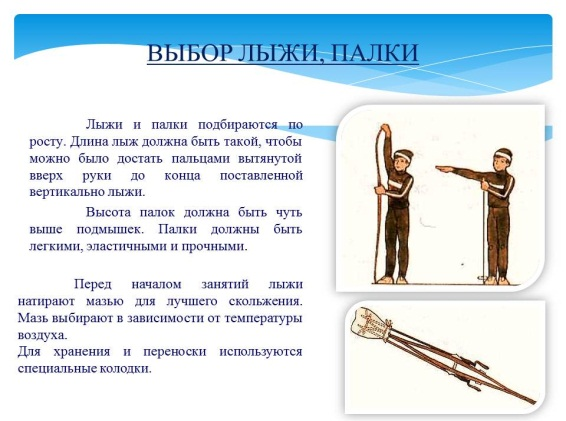 ВЫБОР ЛЫЖИ, ПАЛКИ
Лыжи и палки подбираются по
росту. Длина лыж должна быть такой, чтобы
можно было достать пальцами вытянутой
вверх руки до конца поставленной
вертикально лыжи.
Высота палок должна быть чуть
выше подмышек. Палки должны быть
легкими, эластичными и прочными.
Перед началом занятий лыжи
натирают мазью для лучшего скольжения.
Мазь выбирают в зависимости от температуры
воздуха.
Для хранения и переноски используются
специальные колодки.